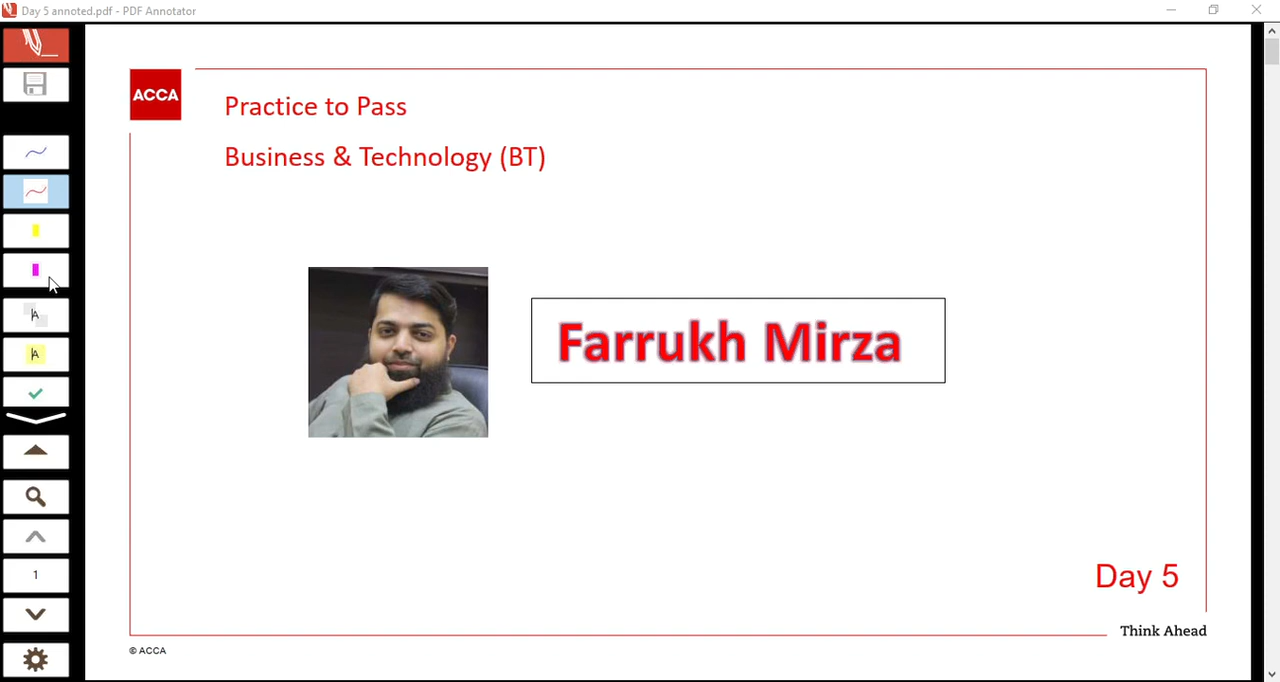 Day 5 annoted.pdf - PDF Annotator
ACCA
Practice to Pass
Business & Technology (BT)
Farrukh Mirza
A
A
1
Day 5
Think Ahead
© ACCA